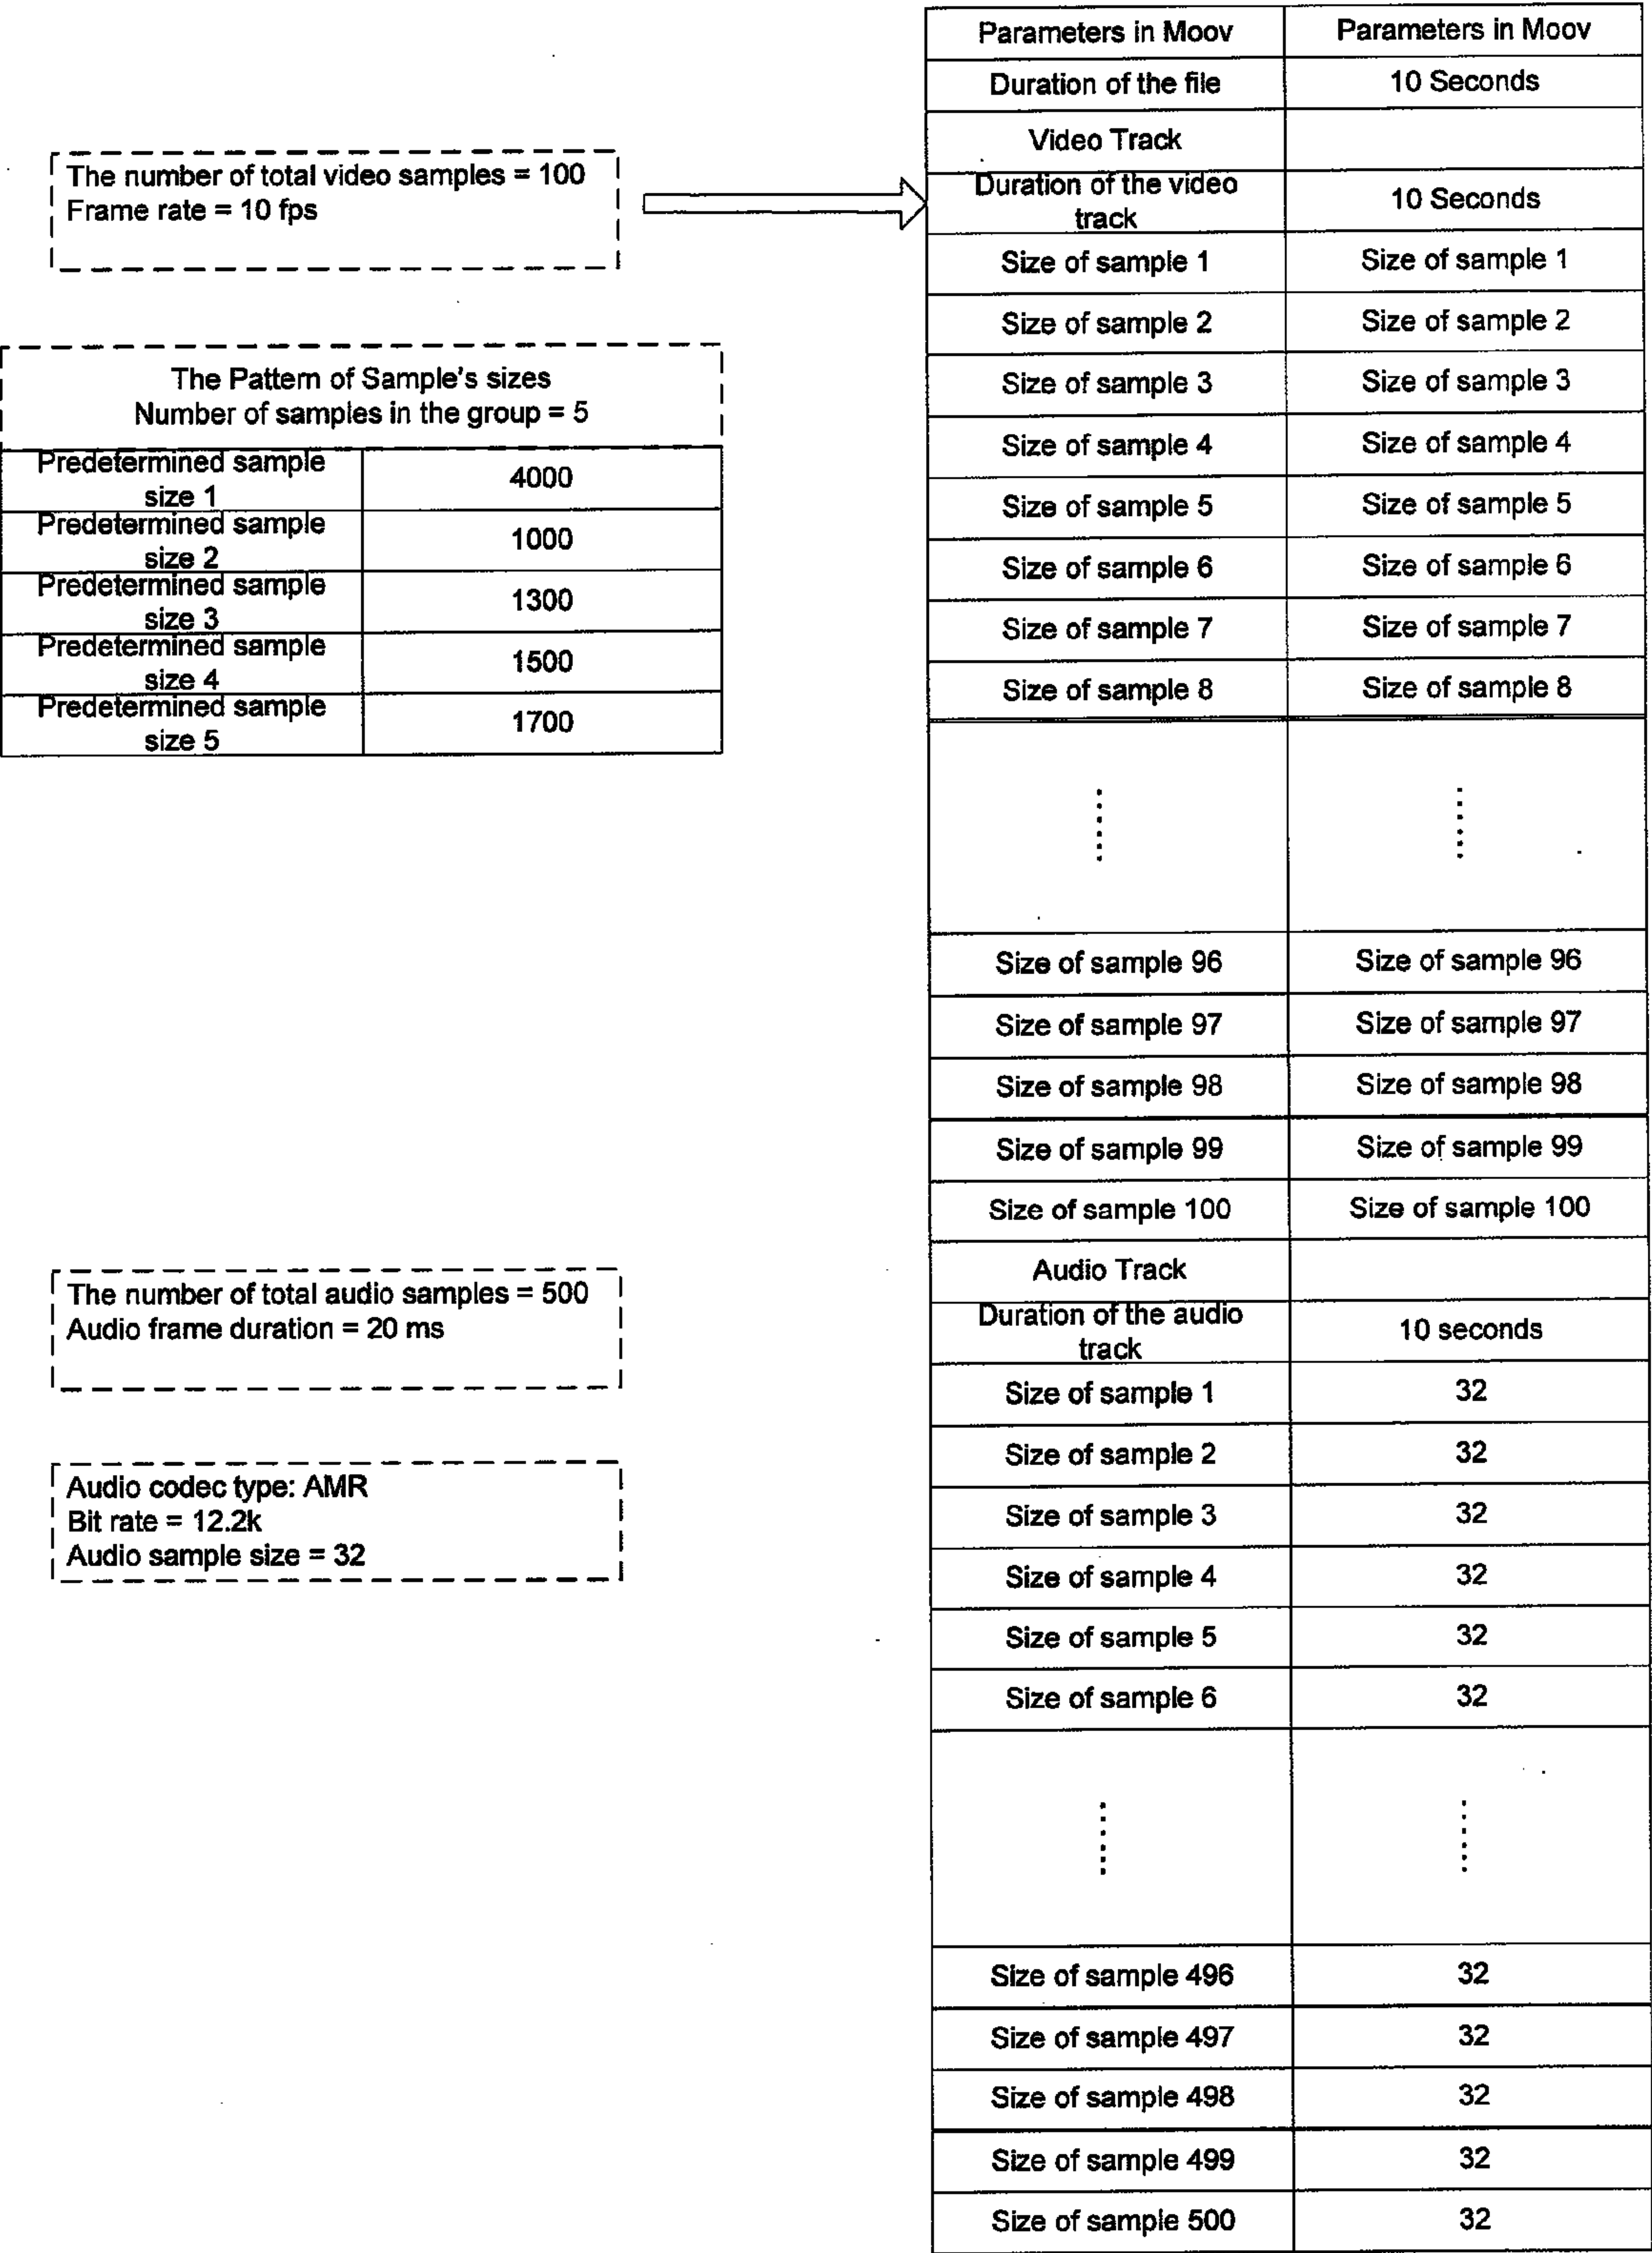 The number of total video samples = 100
Frame rate = 10 fps
The Pattern of Sample's sizes
Number of samples in the group = 5
Predetermined sample size 1 4000
Predetermined sample size 2 1000
Predetermined sample size 3 1300
Predetermined sample size 4 1500
Predetermined sample size 5 1700
The number of total audio samples = 500
Audio frame duration = 20 ms
Audio codec type: AMR
Bit rate = 12.2k
Audio sample size = 32
Parameters in Moov Parameters in Moov
Duration of the file 10 Seconds
Video Track
Duration of the video track 10 Seconds
Size of sample 1 Size of sample 1
Size of sample 2 Size of sample 2
Size of sample 3 Size of sample 3
Size of sample 4 Size of sample 4
Size of sample 5 Size of sample 5
Size of sample 6 Size of sample 6
Size of sample 7 Size of sample 7
Size of sample 8 Size of sample 8
Size of sample 96 Size of sample 96
Size of sample 97 Size of sample 97
Size of sample 98 Size of sample 98
Size of sample 99 Size of sample 99
Size of sample 100 Size of sample 100
Audio Track
Duration of the audio track 10 seconds
Size of sample 1 32
Size of sample 2 32
Size of sample 3 32
Size of sample 4 32
Size of sample 5 32
Size of sample 6 32
Size of sample 496 32
Size of sample 497 32
Size of sample 498 32
Size of sample 499 32
Size of sample 500 32